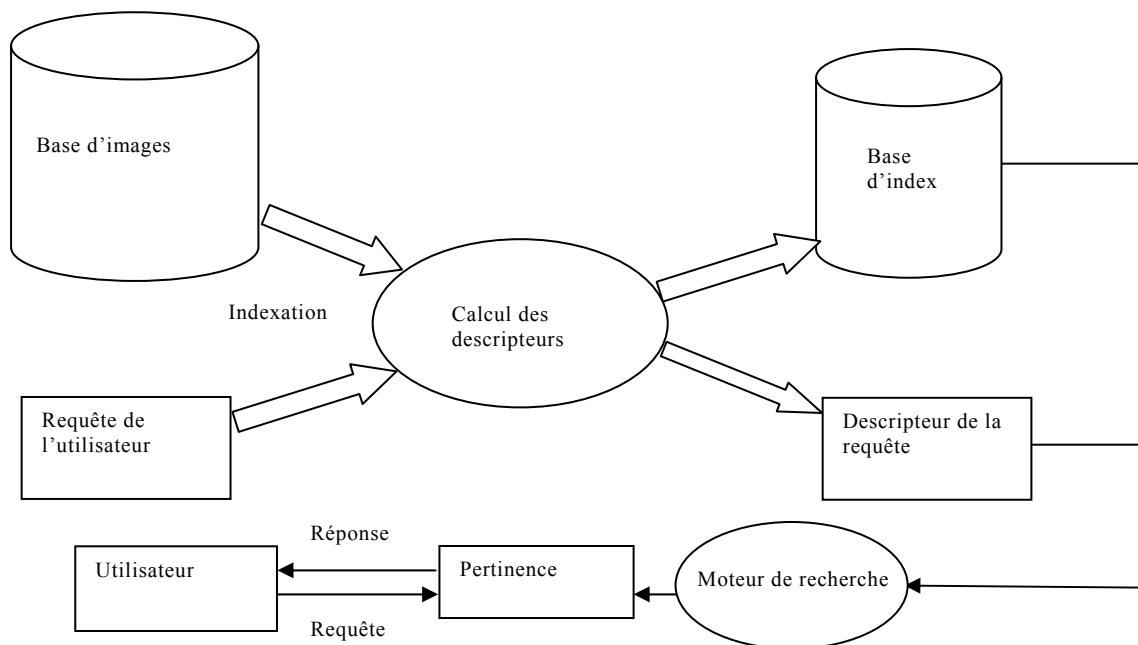 Base d’images
Base
d’index
Indexation
Calcul des
descripteurs
Requête de
l’utilisateur
Descripteur de la
requête
Réponse
Utilisateur
Pertinence
Moteur de recherche
Requête